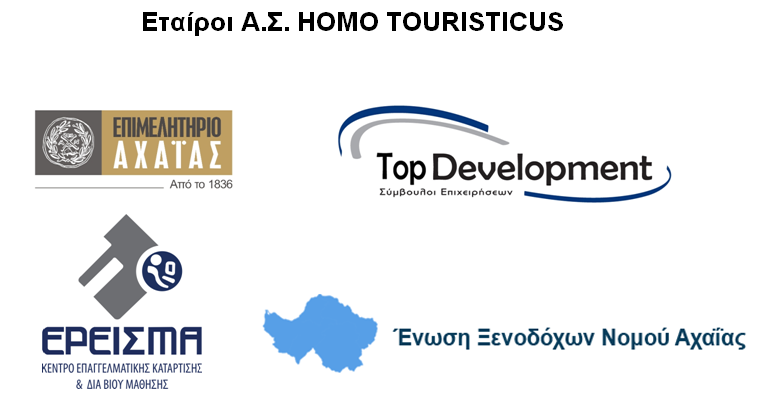 Εταίροι Α.Σ. HOMO TOURISTICUS
ΕΠΙΜΕΛΗΤΗΡΙΟ
ΑΧΑΪΑΣ
Από το 1836
Top Development
Σύμβουλοι Επιχειρήσεων
ΕΡΕΙΣΜΑ
ΚΕΝΤΡΟ ΕΠΑΓΓΕΛΜΑΤΙΚΗΣ ΚΑΤΑΡΤΙΣΗΣ
& ΔΙΑ ΒΙΟΥ ΜΑΘΗΣΗΣ
Ένωση Ξενοδόχων Νομού Αχαΐας